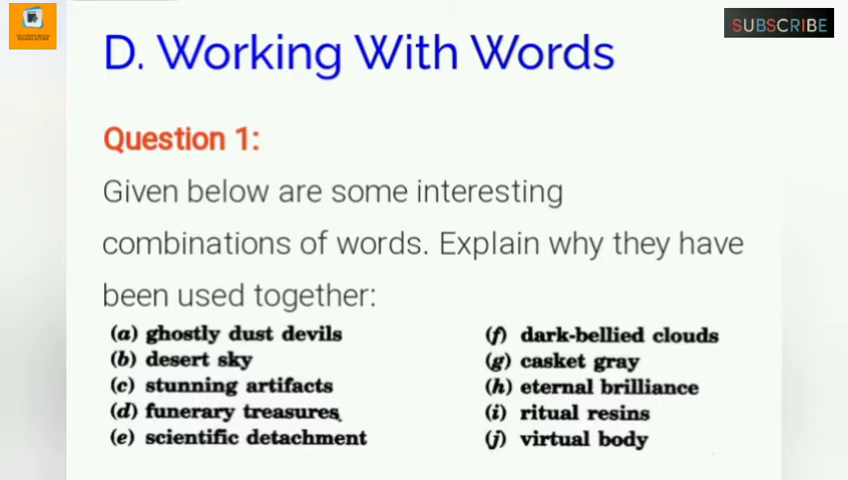 SUBSCRIBE
D. Working With Words
Question 1:
Given below are some interesting
combinations of words. Explain why they have
been used together:
(a) ghostly dust devils
(b) desert sky
(c) stunning artifacts
(d) funerary treasures
(e) scientific detachment
(f) dark-bellied clouds
(g) casket gray
(h) eternal brilliance
(i) ritual resins
(j) virtual body